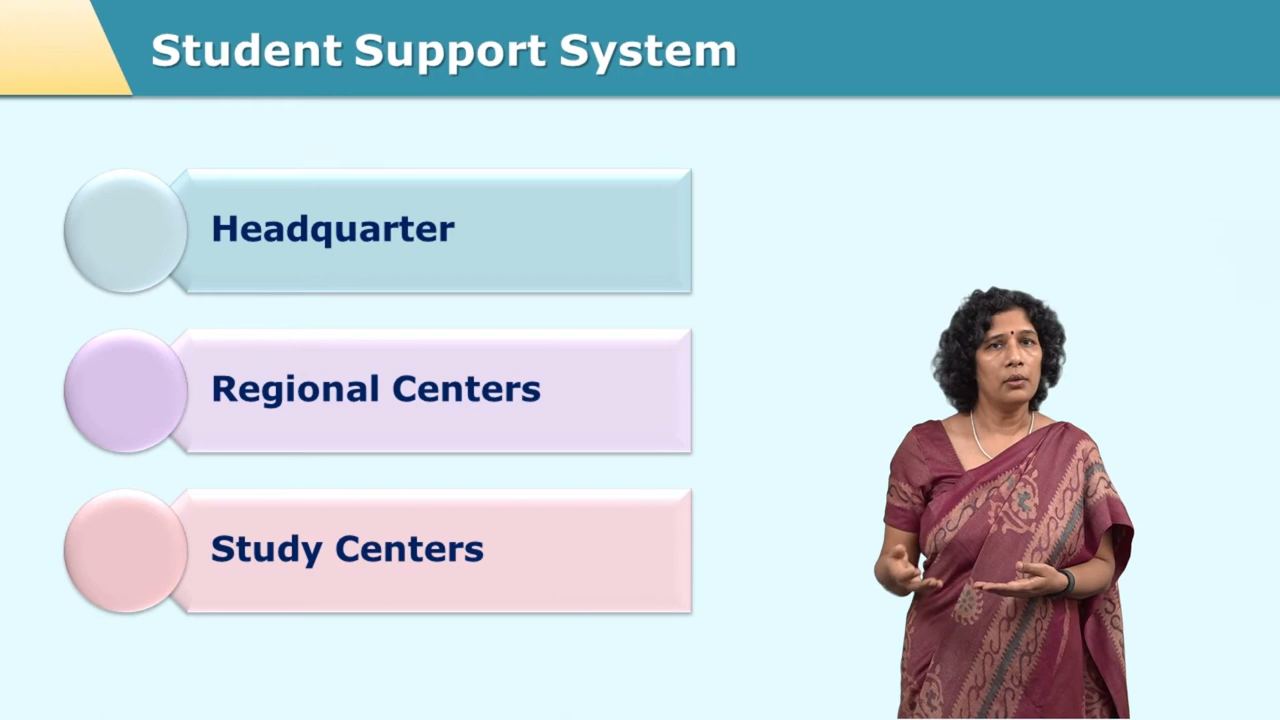 Student Support System
Headquarter
Regional Centers
Study Centers